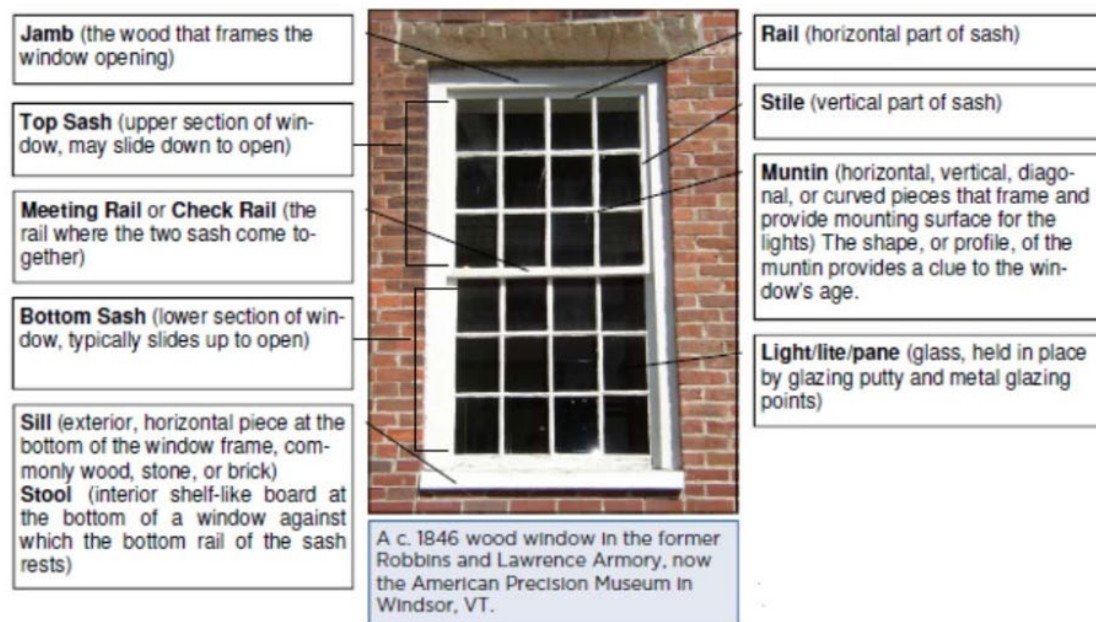 Jamb (the wood that frames the
window opening)
Top Sash (upper section of win-
dow, may slide down to open)
Meeting Rail or Check Rail (the
rail where the two sash come to-
gether)
Bottom Sash (lower section of win-
dow, typically slides up to open)
Sill (exterior, horizontal piece at the
bottom of the window frame, com-
monly wood, stone, or brick)
Stool (interior shelf-like board at
the bottom of a window against
which the bottom rail of the sash
rests)
A c. 1846 wood window in the former
Robbins and Lawrence Armory, now
the American Precision Museum in
Windsor, VT.
Rail (horizontal part of sash)
Stile (vertical part of sash)
Muntin (horizontal, vertical, diago-
nal, or curved pieces that frame and
provide mounting surface for the
lights) The shape, or profile, of the
muntin provides a clue to the win-
dow's age.
Light/lite/pane (glass, held in place
by glazing putty and metal glazing
points)